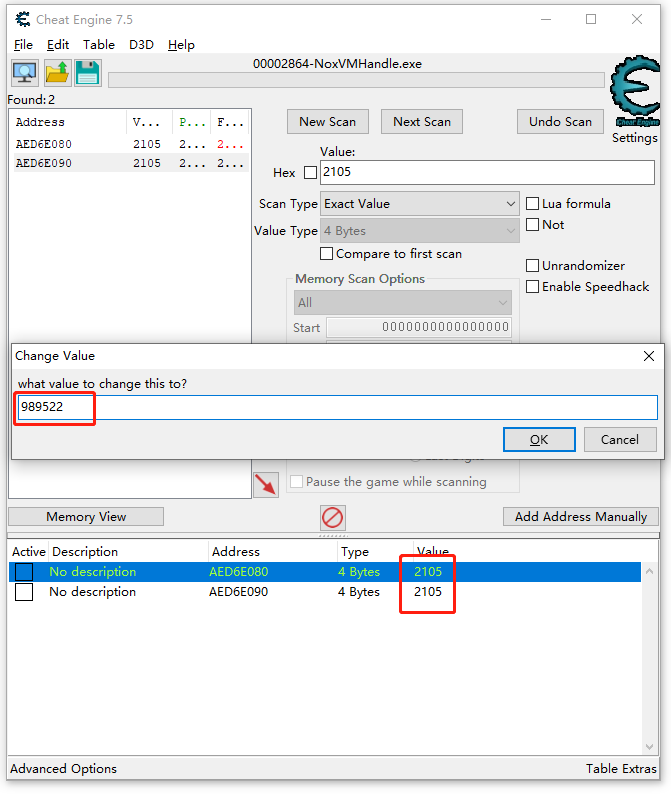 Cheat Engine 7.5
File Edit Table D3D Help
00002864-NoxVMHandle.exe
Found:2
Address V... P... F...
AED6E080 2105 2... 2...
AED6E090 2105 2... 2...
New Scan Next Scan Undo Scan
Cheat Engine
Settings
Value:
Hex 2105
Scan Type Exact Value Lua formula
Value Type 4 Bytes Not
Compare to first scan
Memory Scan Options Unrandomizer
All Enable Speedhack
Start 0000000000000000
Change Value
what value to change this to?
989522
OK Cancel
Pause the game while scanning
Memory View Add Address Manually
Active Description Address Type Value
No description AED6E080 4 Bytes 2105
No description AED6E090 4 Bytes 2105
Advanced Options Table Extras